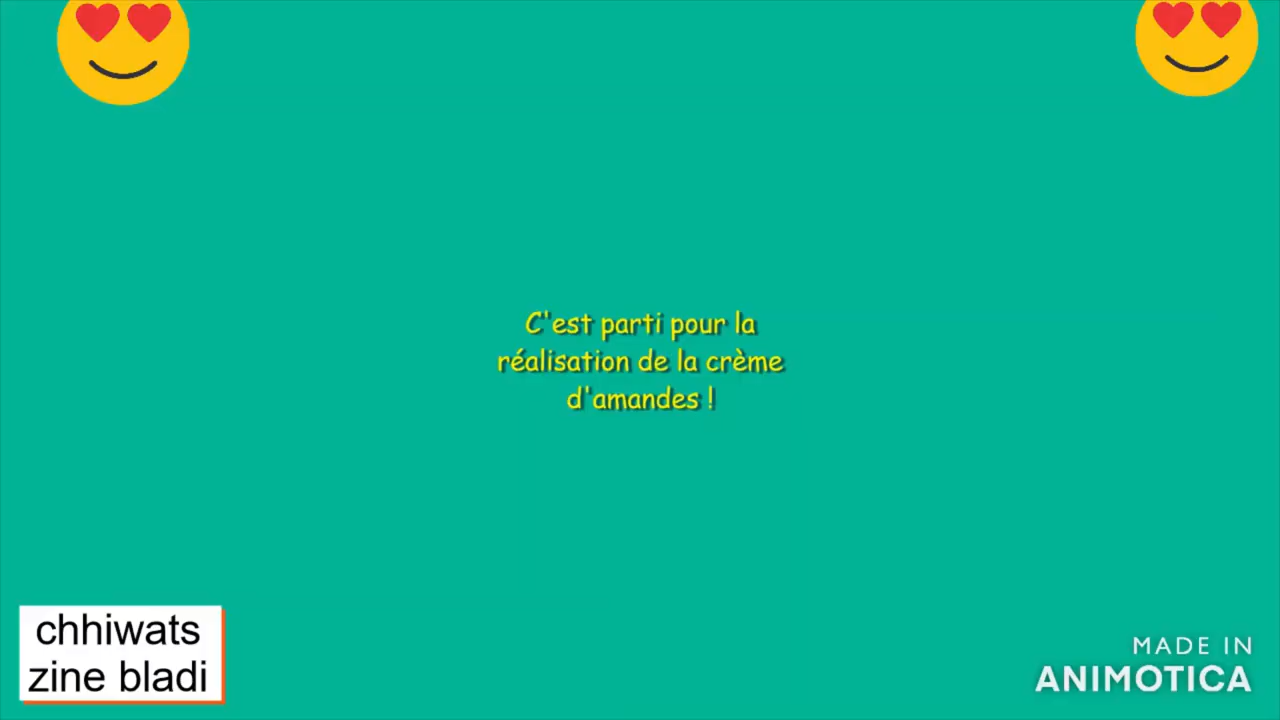 C'est parti pour la
réalisation de la crème
d'amandes !
chhiwats
zine bladi
MADE IN
ANIMOTICA